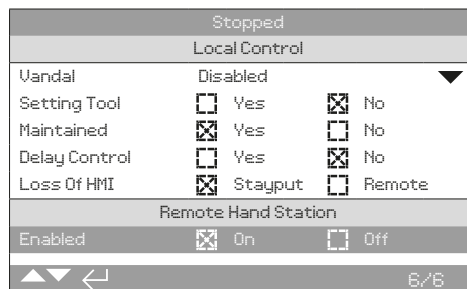 Stopped
Local Control
Vandal Disabled
Setting Tool Yes No
Maintained Yes No
Delay Control Yes No
Loss Of HMI Stayput Remote
Remote Hand Station
Enabled On Off
6/6